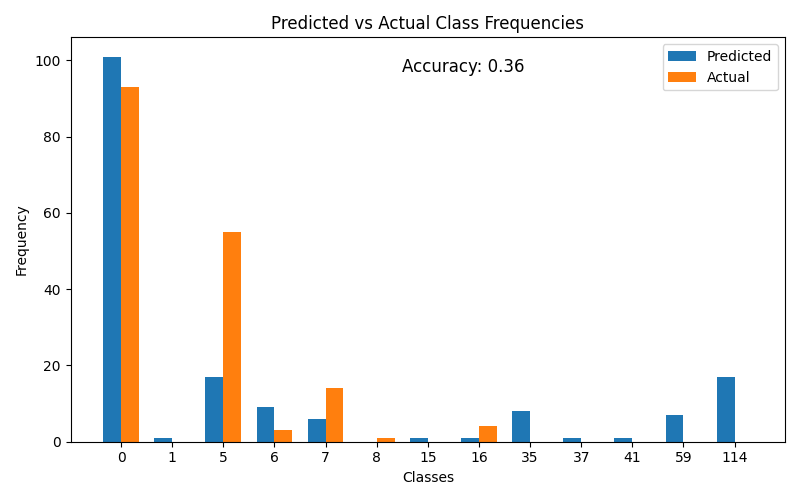 Predicted vs Actual Class Frequencies
Accuracy: 0.36
Predicted
Actual
Frequency
100
80
60
40
20
0
0 1 5 6 7 8 15 16 35 37 41 59 114
Classes